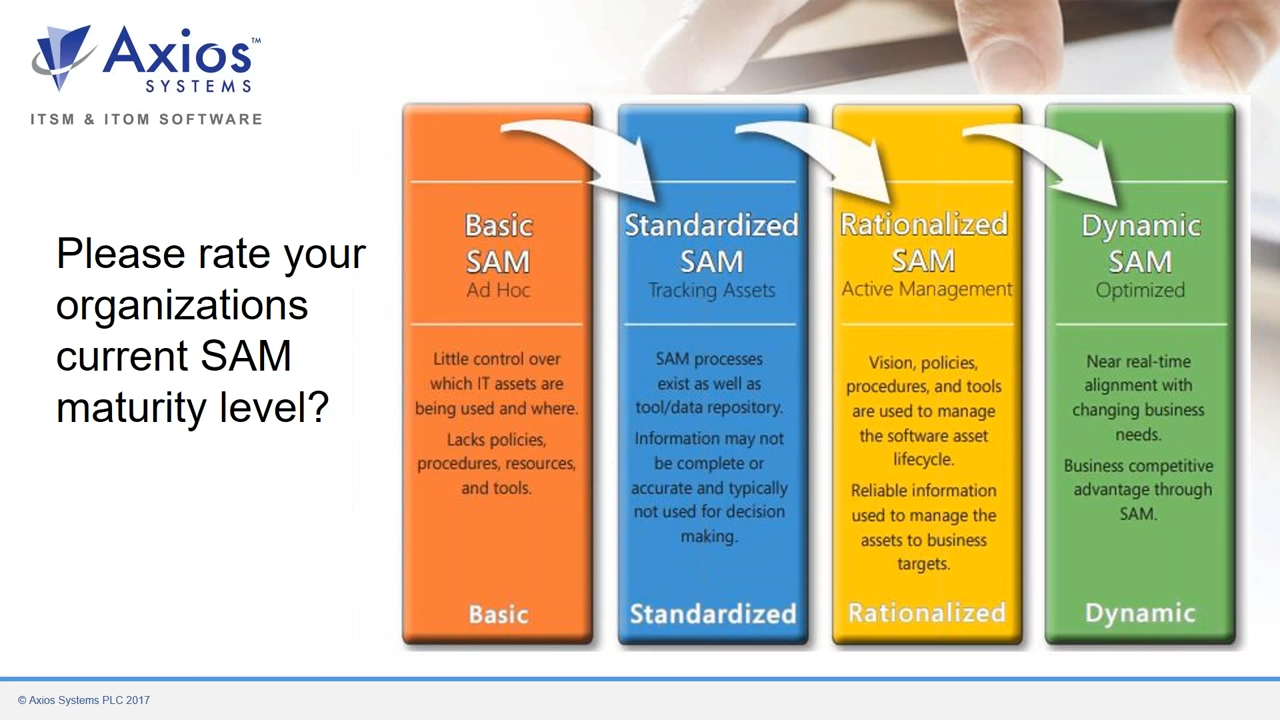 Axios™
SYSTEMS
ITSM & ITOM SOFTWARE
Please rate your
organizations
current SAM
maturity level?
Basic
SAM
Ad Hoc
Little control over
which IT assets are
being used and where.
Lacks policies,
procedures, resources,
and tools.
Basic
Standardized
SAM
Tracking Assets
SAM processes
exist as well as
tool/data repository.
Information may not
be complete or
accurate and typically
not used for decision
making.
Standardized
Rationalized
SAM
Active Management
Vision, policies,
procedures, and tools
are used to manage
the software asset
lifecycle.
Reliable information
used to manage the
assets to business
targets.
Rationalized
Dynamic
SAM
Optimized
Near real-time
alignment with
changing business
needs.
Business competitive
advantage through
SAM.
Dynamic
© Axios Systems PLC 2017